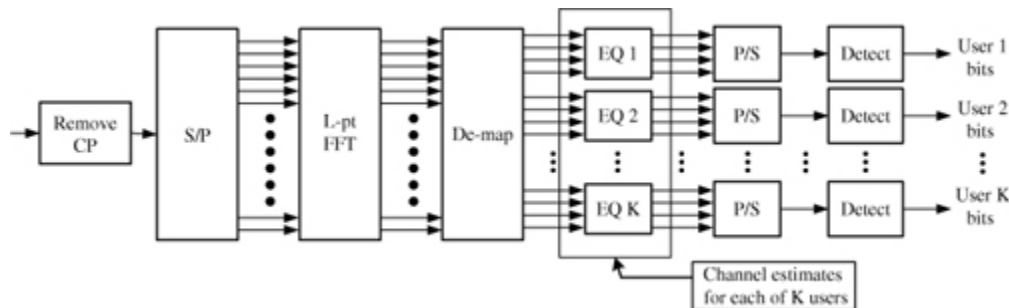 Remove
CP
S/P
L-pt
FFT
De-map
EQ 1
P/S
Detect
User 1
bits
EQ 2
P/S
Detect
User 2
bits
EQ K
P/S
Detect
User K
bits
Channel estimates
for each of K users